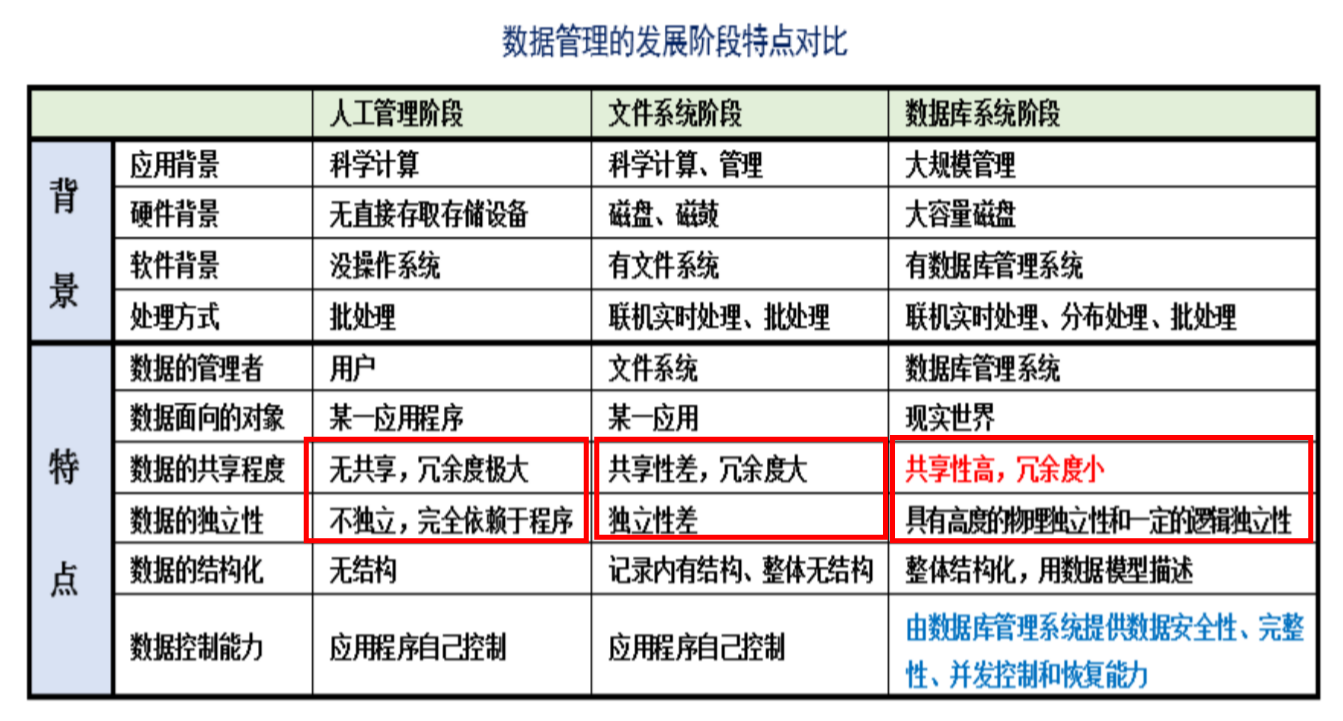 数据管理的发展阶段特点对比
人工管理阶段 文件系统阶段 数据库系统阶段
背景
应用背景 科学计算 科学计算、管理 大规模管理
硬件背景 无直接存取存储设备 磁盘、磁鼓 大容量磁盘
软件背景 没操作系统 有文件系统 有数据库管理系统
处理方式 批处理 联机实时处理、批处理 联机实时处理、分布处理、批处理
特点
数据的管理者 用户 文件系统 数据库管理系统
数据面向的对象 某一应用程序 某一应用 现实世界
数据的共享程度 无共享，冗余度极大 共享性差，冗余度大 共享性高，冗余度小
数据的独立性 不独立，完全依赖于程序 独立性差 具有高度的物理独立性和一定的逻辑独立性
数据的结构化 无结构 记录内有结构、整体无结构 整体结构化，用数据模型描述
数据控制能力 应用程序自己控制 应用程序自己控制 由数据库管理系统提供数据安全性、完整
性、并发控制和恢复能力